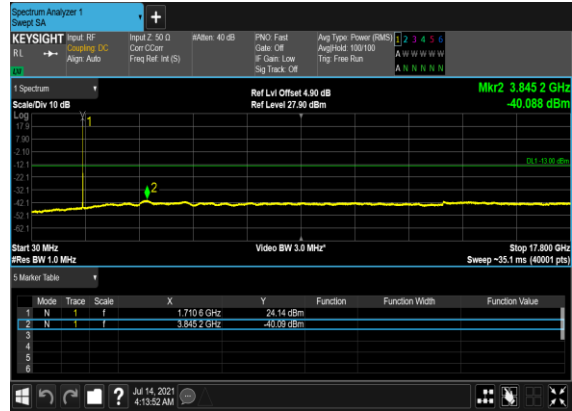 Spectrum Analyzer 1
Swept SA
+
KEYSIGHT Input: RF Input Z: 50 Ω #Atten: 40 dB PNO: Fast Avg Type: Power (RMS) 1 2 3 4 5 6
RL Coupling: DC Corr CCorr Gate: Off Avg|Hold: 100/100 A W W W W W
Align: Auto Freq Ref: Int (S) IF Gain: Low Trig: Free Run
Sig Track: Off A N N N N N
1 Spectrum Ref Lvl Offset 4.90 dB Mkr2 3.845 2 GHz
Scale/Div 10 dB Ref Level 27.90 dBm -40.088 dBm
Log
17.9 1
7.90
-2.10
-12.1 DL1 -13.00 dBm
-22.1
-32.1 2
-42.1
-52.1
-62.1
Start 30 MHz Video BW 3.0 MHz* Stop 17.800 GHz
#Res BW 1.0 MHz Sweep ~35.1 ms (40001 pts)
5 Marker Table
Mode Trace Scale X Y Function Function Width Function Value
1 N 1 f 1.710 6 GHz 24.14 dBm
2 N 1 f 3.845 2 GHz -40.09 dBm
3
4
5
6
? Jul 14, 2021
4:13:52 AM